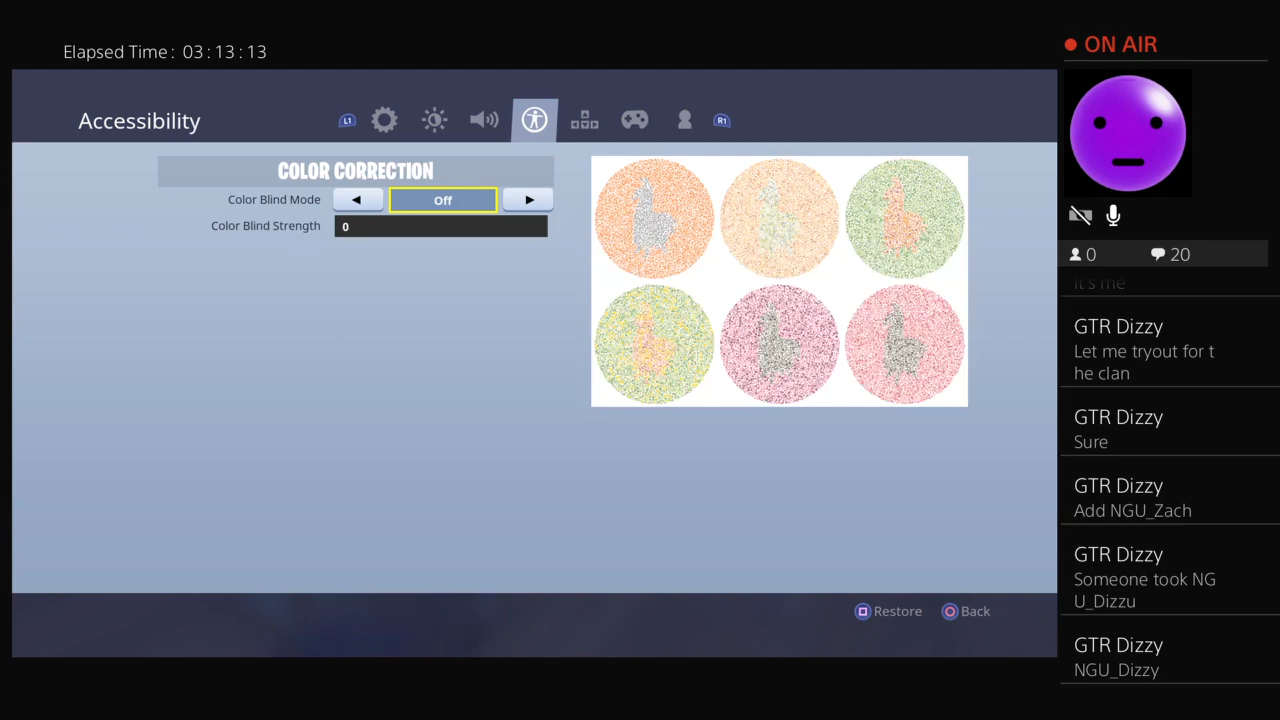 Elapsed Time: 03:13:13
ON AIR
Accessibility
L1
R1
COLOR CORRECTION
Color Blind Mode
Off
Color Blind Strength
0
Restore
Back
0
20
it's me
GTR Dizzy
Let me tryout for t
he clan
GTR Dizzy
Sure
GTR Dizzy
Add NGU_Zach
GTR Dizzy
Someone took NG
U_Dizzu
GTR Dizzy
NGU_Dizzy